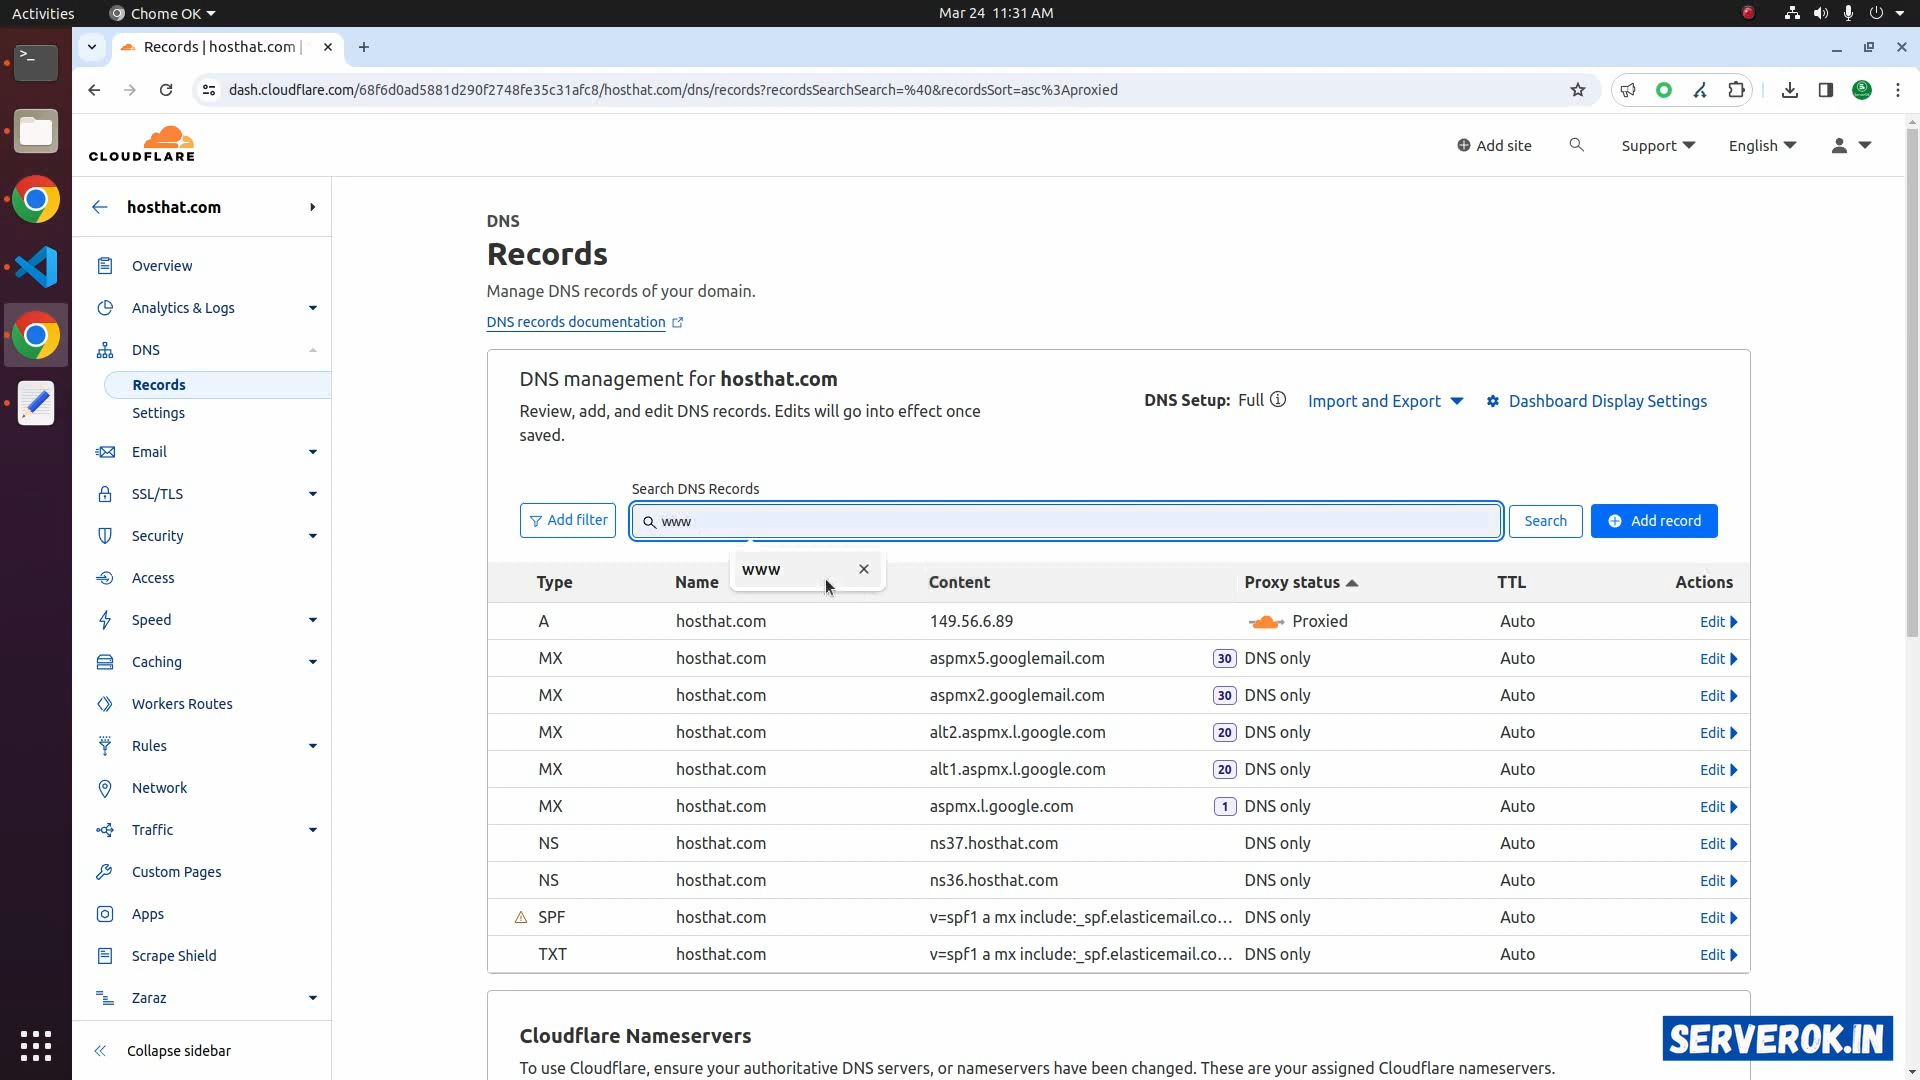 Activities
Chome OK
Mar 24 11:31 AM
Records | hosthat.com |
dash.cloudflare.com/68f6d0ad5881d290f2748fe35c31afc8/hosthat.com/dns/records?recordsSearchSearch=%40&recordsSort=asc%3Aproxied
CLOUDFLARE
Add site
Support
English
hosthat.com
Overview
Analytics & Logs
DNS
Records
Settings
Email
SSL/TLS
Security
Access
Speed
Caching
Workers Routes
Rules
Network
Traffic
Custom Pages
Apps
Scrape Shield
Zaraz
Collapse sidebar
DNS
Records
Manage DNS records of your domain.
DNS records documentation
DNS management for hosthat.com
Review, add, and edit DNS records. Edits will go into effect once
saved.
DNS Setup: Full
Import and Export
Dashboard Display Settings
Search DNS Records
Add filter
www
Search
Add record
www
Type Name Content Proxy status TTL Actions
A hosthat.com 149.56.6.89 Proxied Auto Edit
MX hosthat.com aspmx5.googlemail.com 30 DNS only Auto Edit
MX hosthat.com aspmx2.googlemail.com 30 DNS only Auto Edit
MX hosthat.com alt2.aspmx.l.google.com 20 DNS only Auto Edit
MX hosthat.com alt1.aspmx.l.google.com 20 DNS only Auto Edit
MX hosthat.com aspmx.l.google.com 1 DNS only Auto Edit
NS hosthat.com ns37.hosthat.com DNS only Auto Edit
NS hosthat.com ns36.hosthat.com DNS only Auto Edit
SPF hosthat.com v=spf1 a mx include:_spf.elasticemail.co... DNS only Auto Edit
TXT hosthat.com v=spf1 a mx include:_spf.elasticemail.co... DNS only Auto Edit
Cloudflare Nameservers
To use Cloudflare, ensure your authoritative DNS servers, or nameservers have been changed. These are your assigned Cloudflare nameservers.
SERVEROK.IN